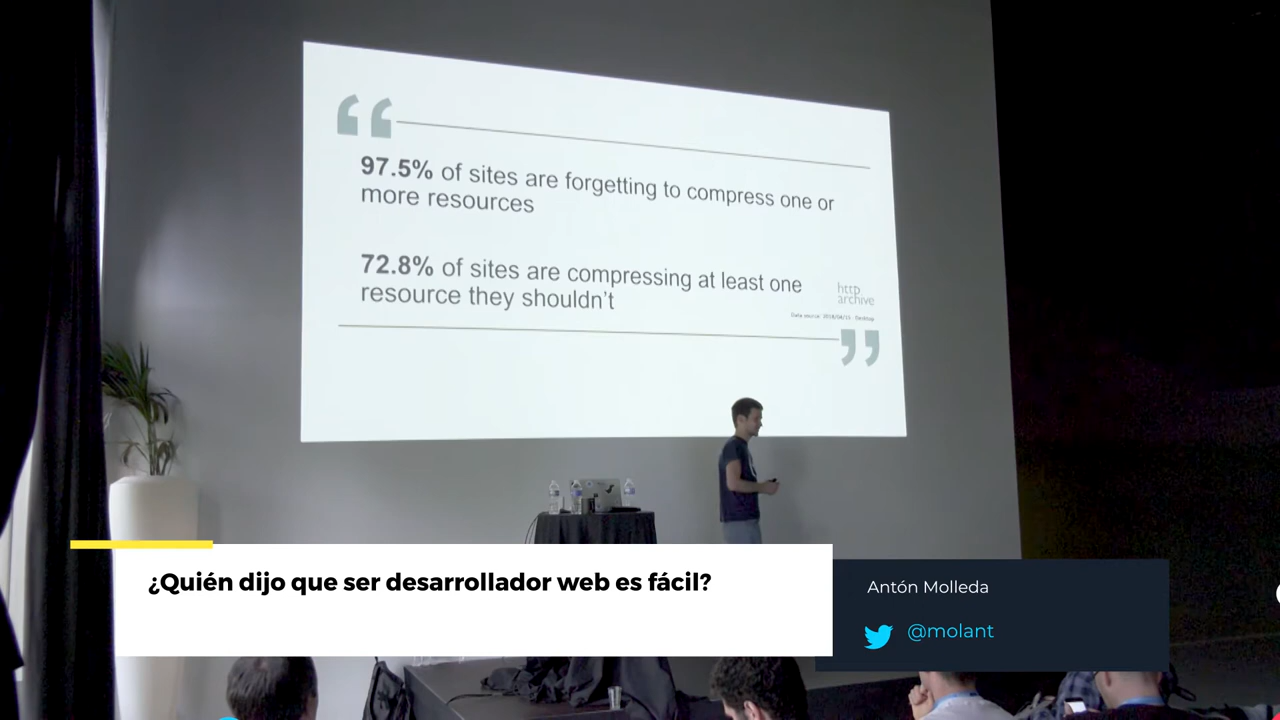 “
97.5% of sites are forgetting to compress one or
more resources
72.8% of sites are compressing at least one
resource they shouldn't
http
archive
”
¿Quién dijo que ser desarrollador web es fácil?
Antón Molleda
@molant